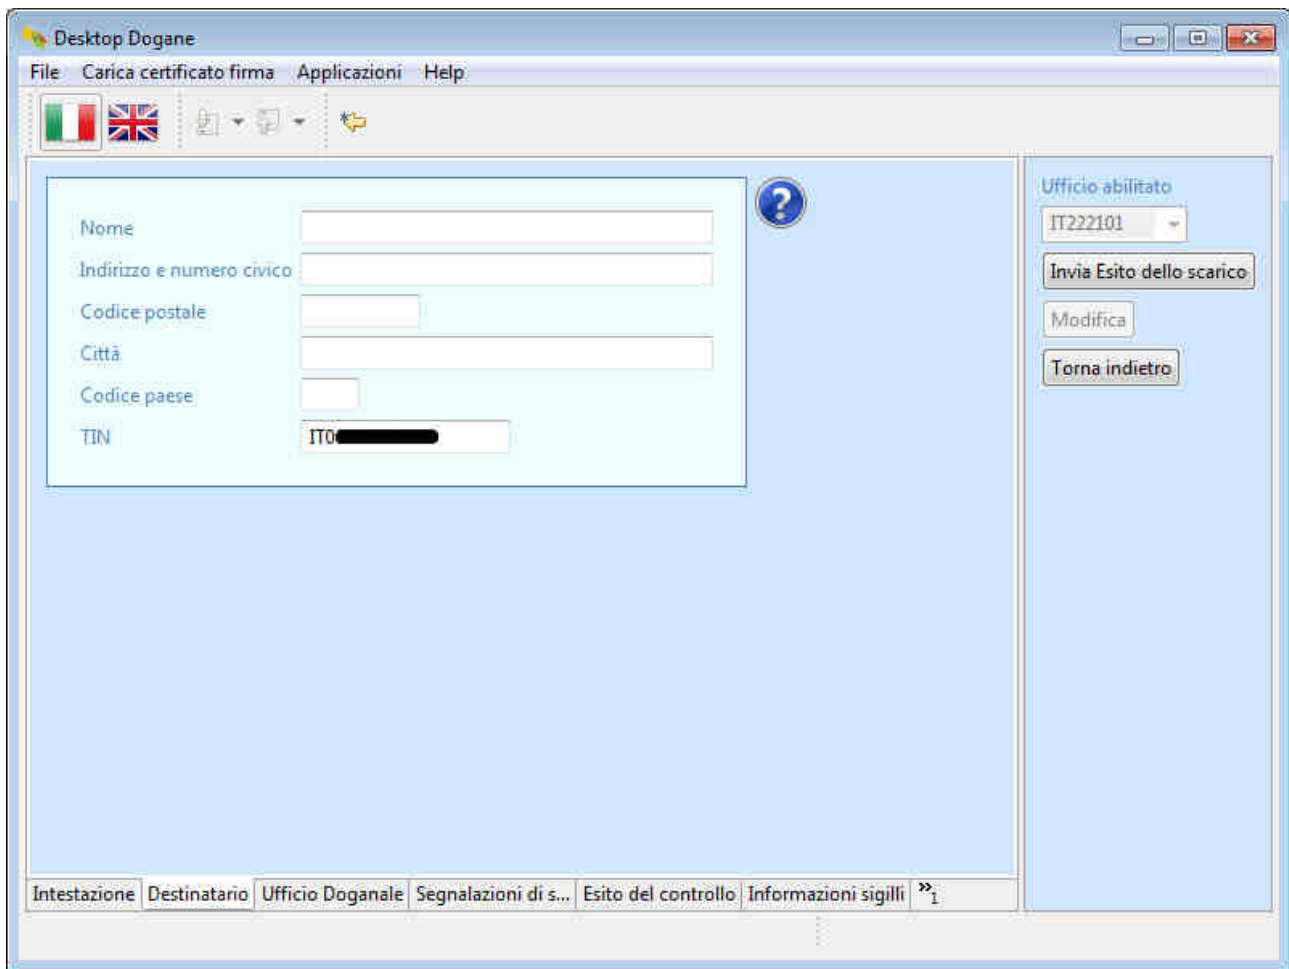 Desktop Dogane
File Carica certificato firma Applicazioni Help
Nome
Indirizzo e numero civico
Codice postale
Città
Codice paese
TIN IT0
?
Ufficio abilitato
IT222101
Invia Esito dello scarico
Modifica
Torna indietro
Intestazione Destinatario Ufficio Doganale Segnalazioni di s... Esito del controllo Informazioni sigilli »1